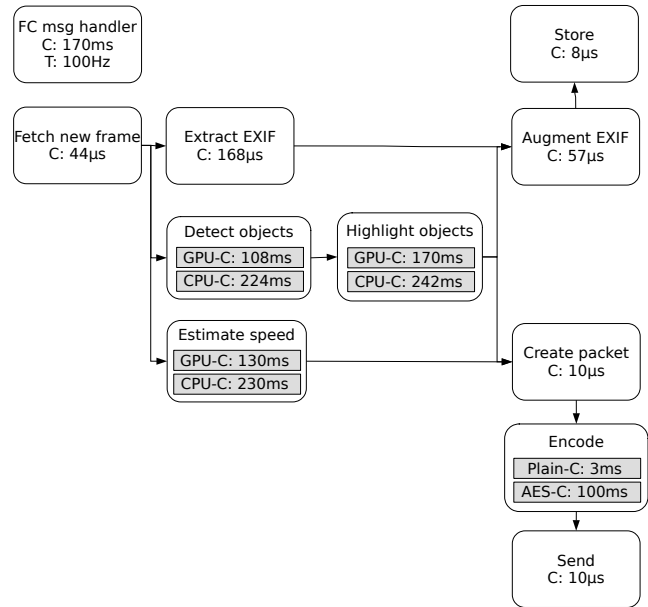 FC msg handler
C: 170ms
T: 100Hz
Store
C: 8µs
Fetch new frame
C: 44µs
Extract EXIF
C: 168µs
Augment EXIF
C: 57µs
Detect objects
GPU-C: 108ms
CPU-C: 224ms
Highlight objects
GPU-C: 170ms
CPU-C: 242ms
Estimate speed
GPU-C: 130ms
CPU-C: 230ms
Create packet
C: 10µs
Encode
Plain-C: 3ms
AES-C: 100ms
Send
C: 10µs